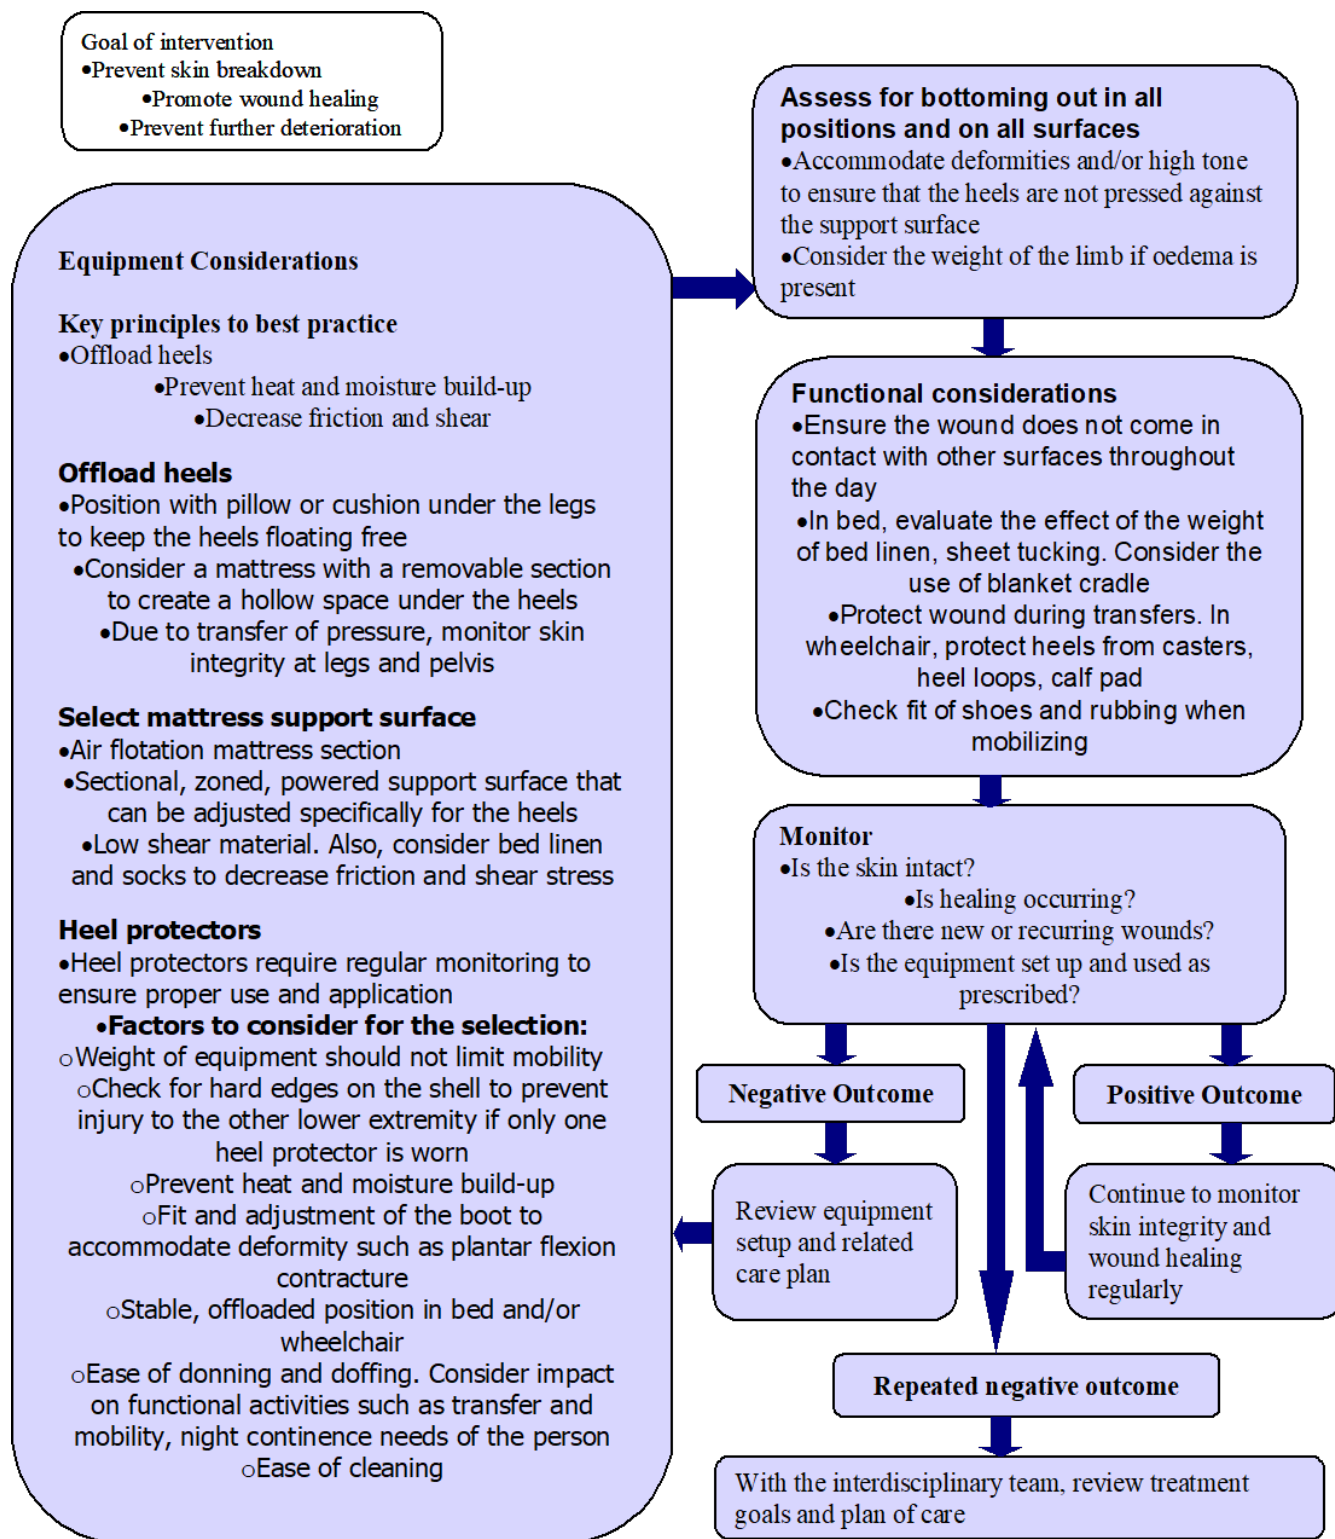 Goal of intervention
•Prevent skin breakdown
•Promote wound healing
•Prevent further deterioration
Equipment Considerations
Key principles to best practice
•Offload heels
•Prevent heat and moisture build-up
•Decrease friction and shear
Offload heels
•Position with pillow or cushion under the legs
to keep the heels floating free
•Consider a mattress with a removable section
to create a hollow space under the heels
•Due to transfer of pressure, monitor skin
integrity at legs and pelvis
Select mattress support surface
•Air flotation mattress section
•Sectional, zoned, powered support surface that
can be adjusted specifically for the heels
•Low shear material. Also, consider bed linen
and socks to decrease friction and shear stress
Heel protectors
•Heel protectors require regular monitoring to
ensure proper use and application
•Factors to consider for the selection:
oWeight of equipment should not limit mobility
oCheck for hard edges on the shell to prevent
injury to the other lower extremity if only one
heel protector is worn
oPrevent heat and moisture build-up
oFit and adjustment of the boot to
accommodate deformity such as plantar flexion
contracture
oStable, offloaded position in bed and/or
wheelchair
oEase of donning and doffing. Consider impact
on functional activities such as transfer and
mobility, night continence needs of the person
oEase of cleaning
Assess for bottoming out in all
positions and on all surfaces
•Accommodate deformities and/or high tone
to ensure that the heels are not pressed against
the support surface
•Consider the weight of the limb if oedema is
present
Functional considerations
•Ensure the wound does not come in
contact with other surfaces throughout
the day
•In bed, evaluate the effect of the weight
of bed linen, sheet tucking. Consider the
use of blanket cradle
•Protect wound during transfers. In
wheelchair, protect heels from casters,
heel loops, calf pad
•Check fit of shoes and rubbing when
mobilizing
Monitor
•Is the skin intact?
•Is healing occurring?
•Are there new or recurring wounds?
•Is the equipment set up and used as
prescribed?
Negative Outcome
Positive Outcome
Review equipment
setup and related
care plan
Continue to monitor
skin integrity and
wound healing
regularly
Repeated negative outcome
With the interdisciplinary team, review treatment
goals and plan of care